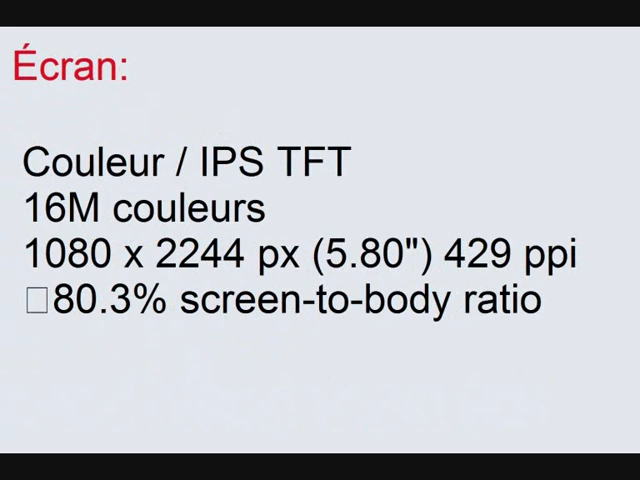 Écran:
Couleur / IPS TFT
16M couleurs
1080 x 2244 px (5.80") 429 ppi
□80.3% screen-to-body ratio